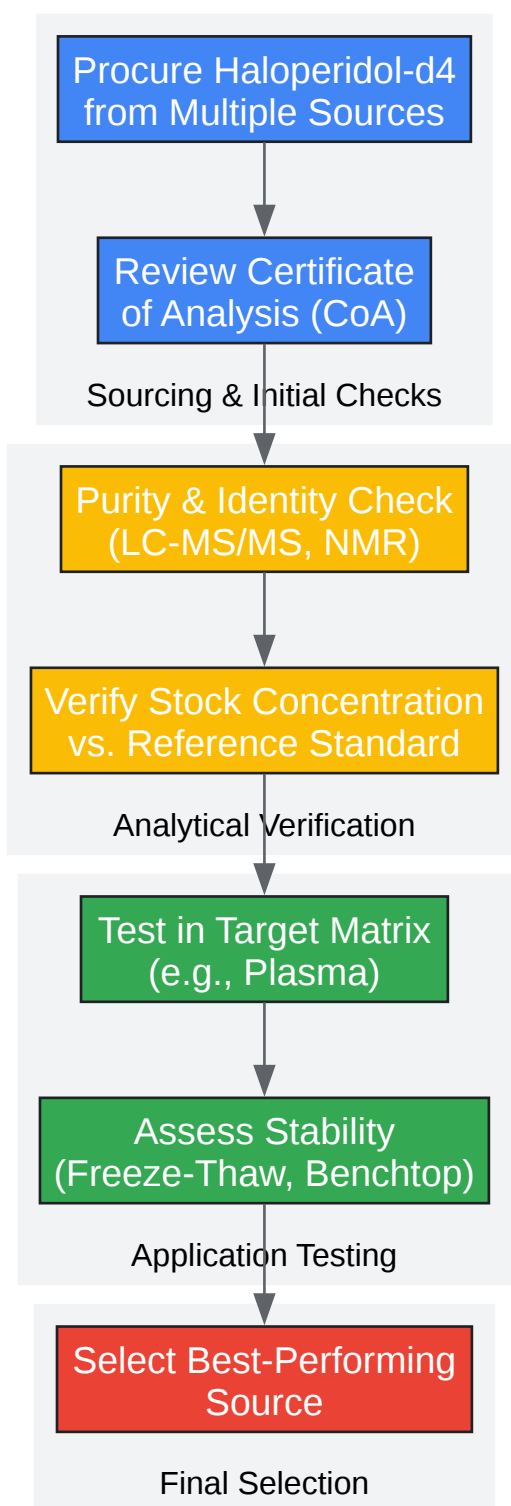 Procure Haloperidol-d4
from Multiple Sources
Review Certificate
of Analysis (CoA)
Sourcing & Initial Checks
Purity & Identity Check
(LC-MS/MS, NMR)
Verify Stock Concentration
vs. Reference Standard
Analytical Verification
Test in Target Matrix
(e.g., Plasma)
Assess Stability
(Freeze-Thaw, Benchtop)
Application Testing
Select Best-Performing
Source
Final Selection